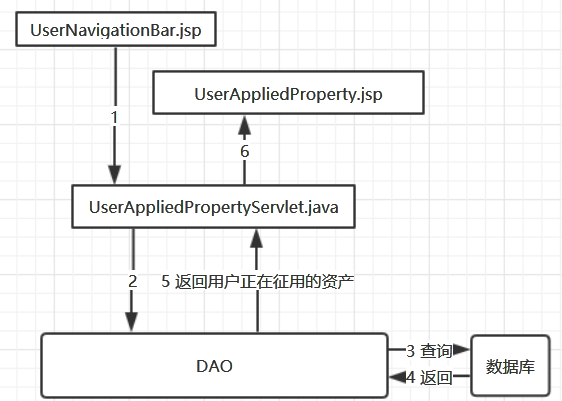 UserNavigationBar.jsp
UserAppliedProperty.jsp
1
6
UserAppliedPropertyServlet.java
2
5 返回用户正在征用的资产
DAO
3 查询
4 返回
数据库